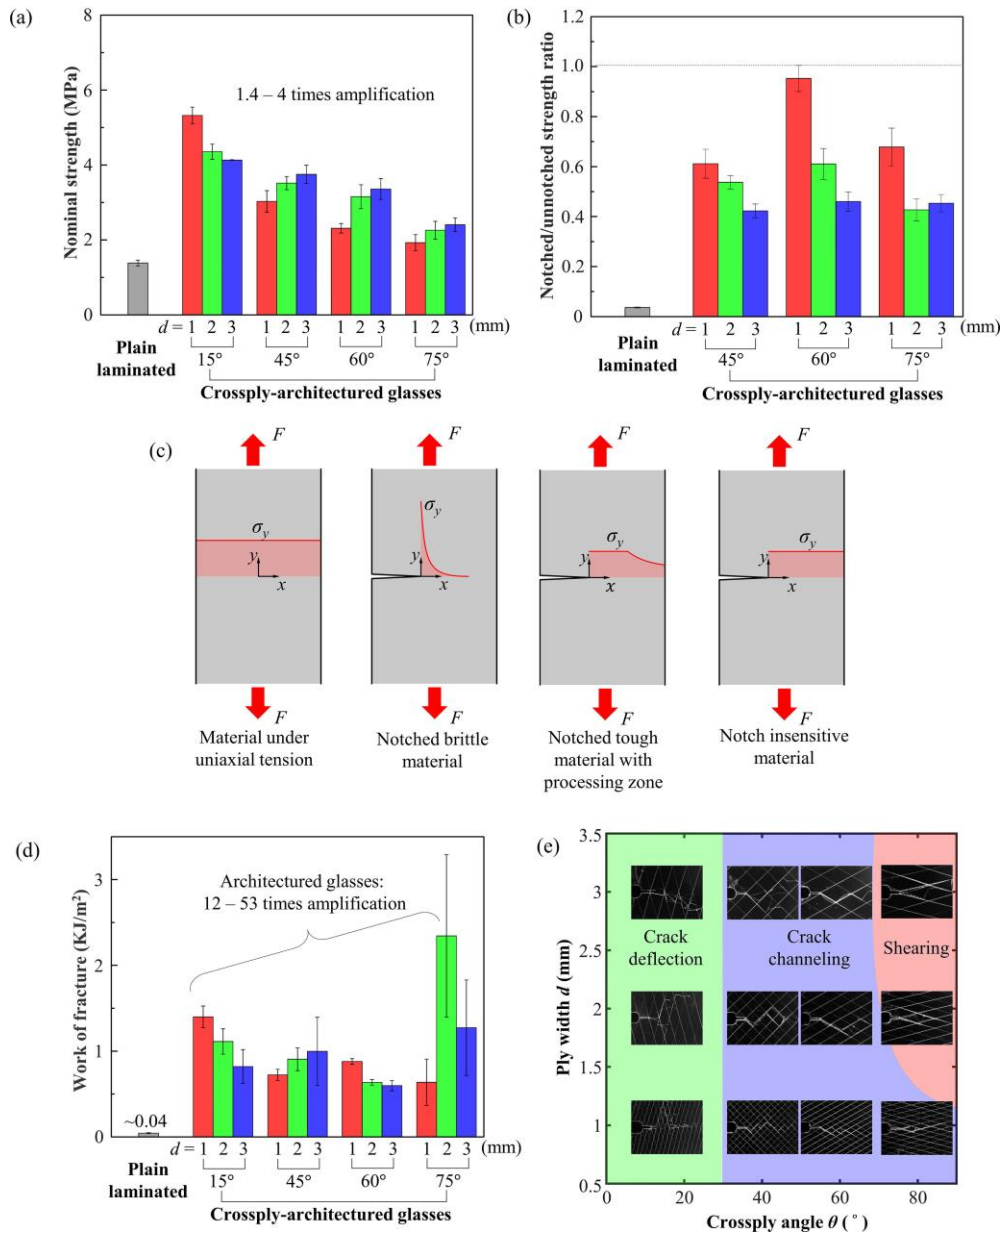 (a)
8
6
4
2
0
Nominal strength (MPa)
1.4 – 4 times amplification
d = 1 2 3 1 2 3 1 2 3 1 2 3 (mm)
Plain
laminated
15° 45° 60° 75°
Crossply-architectured glasses
(b)
1.2
1.0
0.8
0.6
0.4
0.2
0.0
Notched/unnotched strength ratio
d = 1 2 3 1 2 3 1 2 3 (mm)
Plain
laminated
45° 60° 75°
Crossply-architectured glasses
(c)
F F F F
σy σy σy σy
y y y y
x x x x
F F F F
Material under
uniaxial tension
Notched brittle
material
Notched tough
material with
processing zone
Notch insensitive
material
(d)
3
2
1
0
Work of fracture (KJ/m²)
Architectured glasses:
12 – 53 times amplification
~0.04
d = 1 2 3 1 2 3 1 2 3 1 2 3 (mm)
Plain
laminated
15° 45° 60° 75°
Crossply-architectured glasses
(e)
3.5
3
2.5
2
1.5
1
0.5
Ply width d (mm)
Crack
deflection
Crack
channeling
Shearing
0 20 40 60 80
Crossply angle θ ( ° )